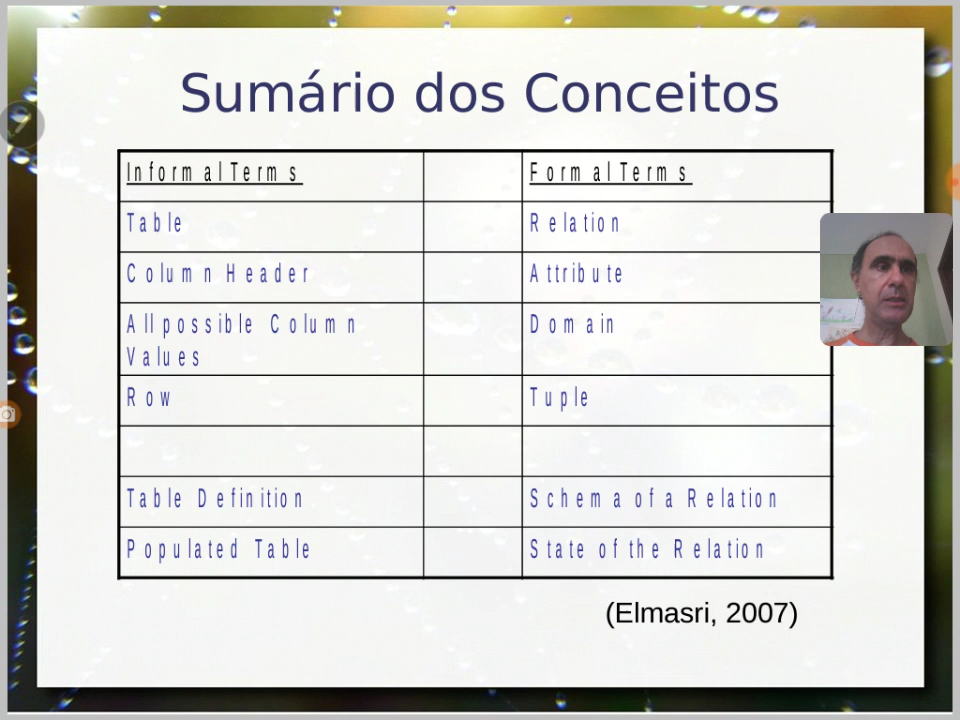 Sumário dos Conceitos
Informal Terms Formal Terms
Table Relation
Column Header Attribute
All possible Column Domain
Values
Row Tuple
Table Definition Schema of a Relation
Populated Table State of the Relation
(Elmasri, 2007)